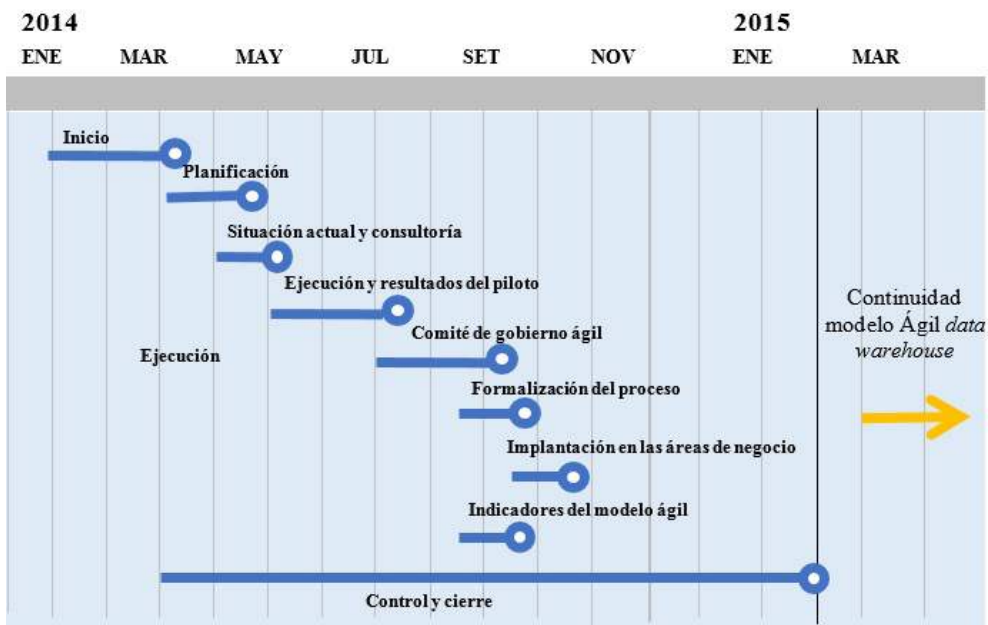 2014 2015
ENE MAR MAY JUL SET NOV ENE MAR
Inicio
Planificación
Situación actual y consultoría
Ejecución y resultados del piloto
Continuidad
modelo Ágil data
warehouse
Comité de gobierno ágil
Ejecución
Formalización del proceso
Implantación en las áreas de negocio
Indicadores del modelo ágil
Control y cierre